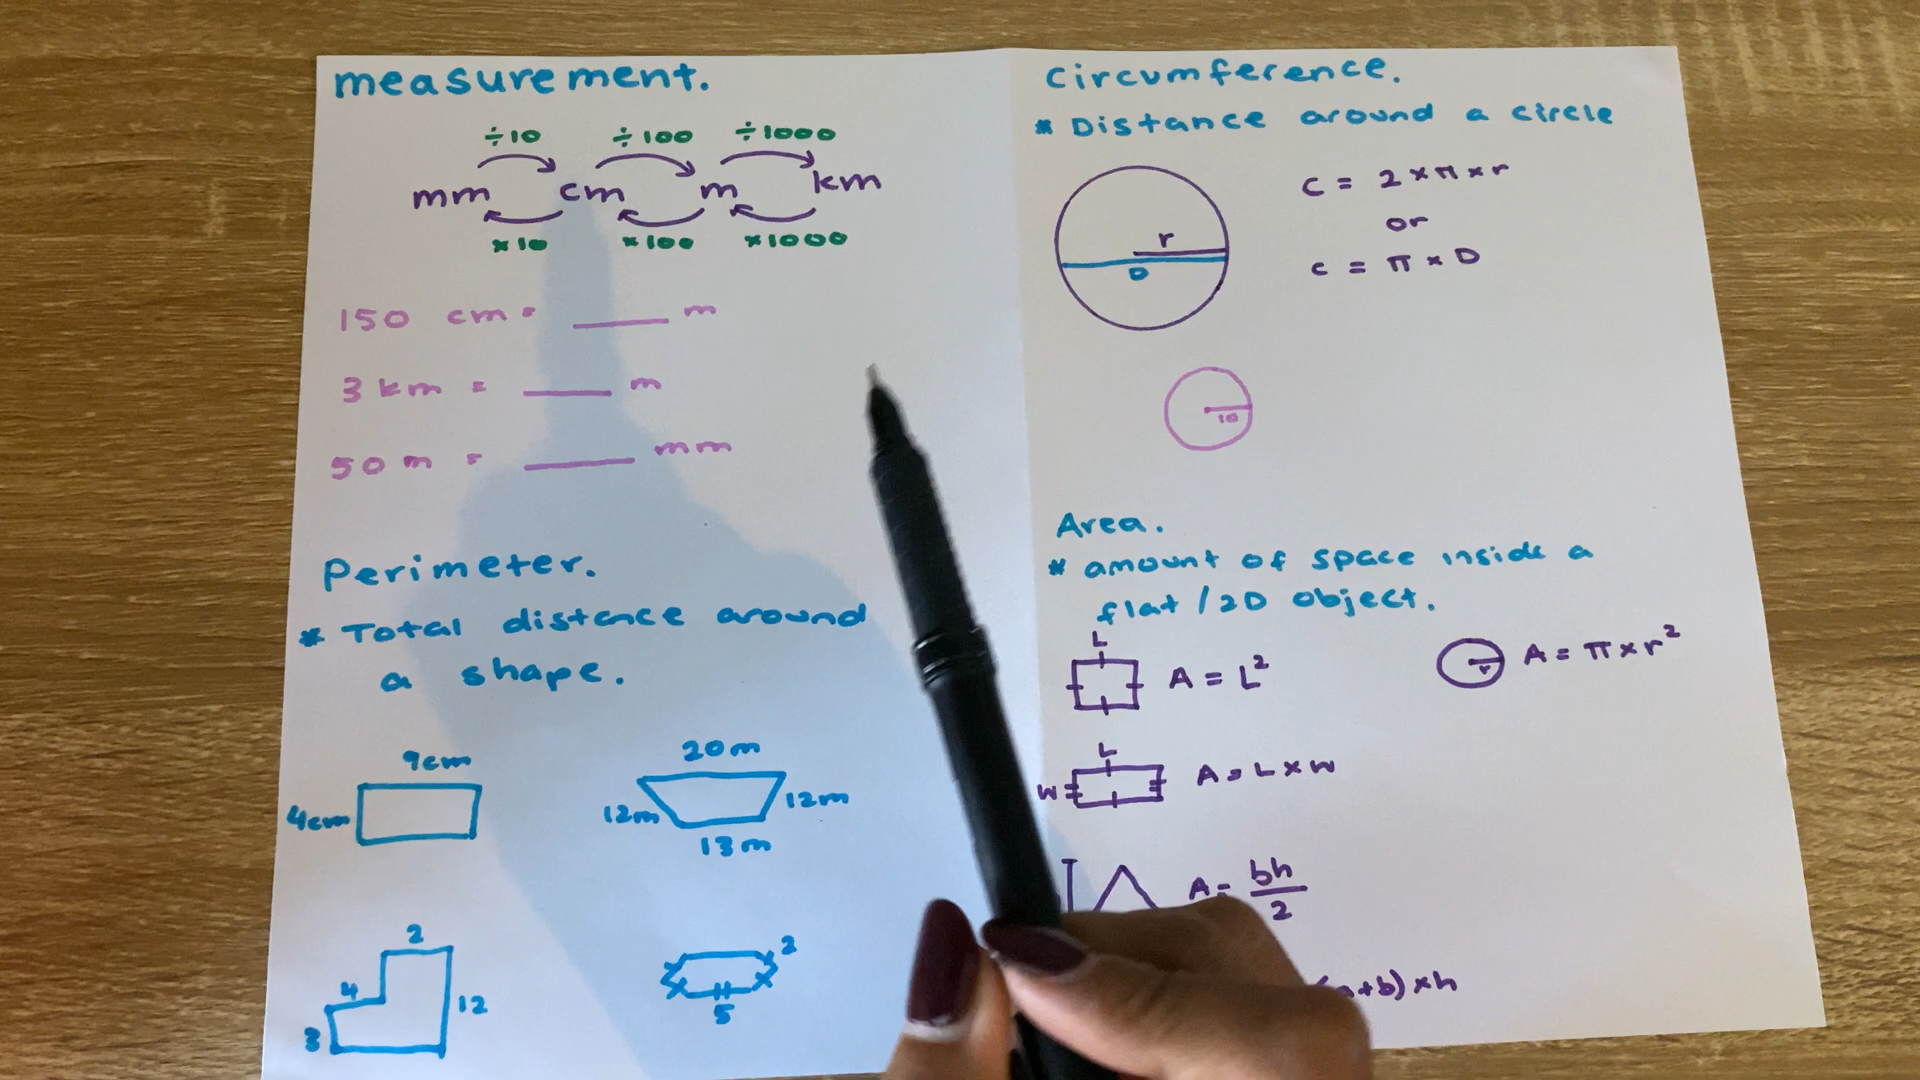 measurement.
÷10 ÷100 ÷1000
mm cm m km
×10 ×100 ×1000
150 cm = ____ m
3 km = ____ m
50 m = ____ mm
Perimeter.
* Total distance around
a shape.
9cm
4cm
20m
12m 12m
13m
2
4
12
3
2
5
Circumference.
* Distance around a circle
r
D
C = 2×π×r
or
C = π×D
10
Area.
* amount of space inside a
flat / 2D object.
L
A = L²
r
A = π×r²
L
W
A = L×W
A = bh/2
+b)×h